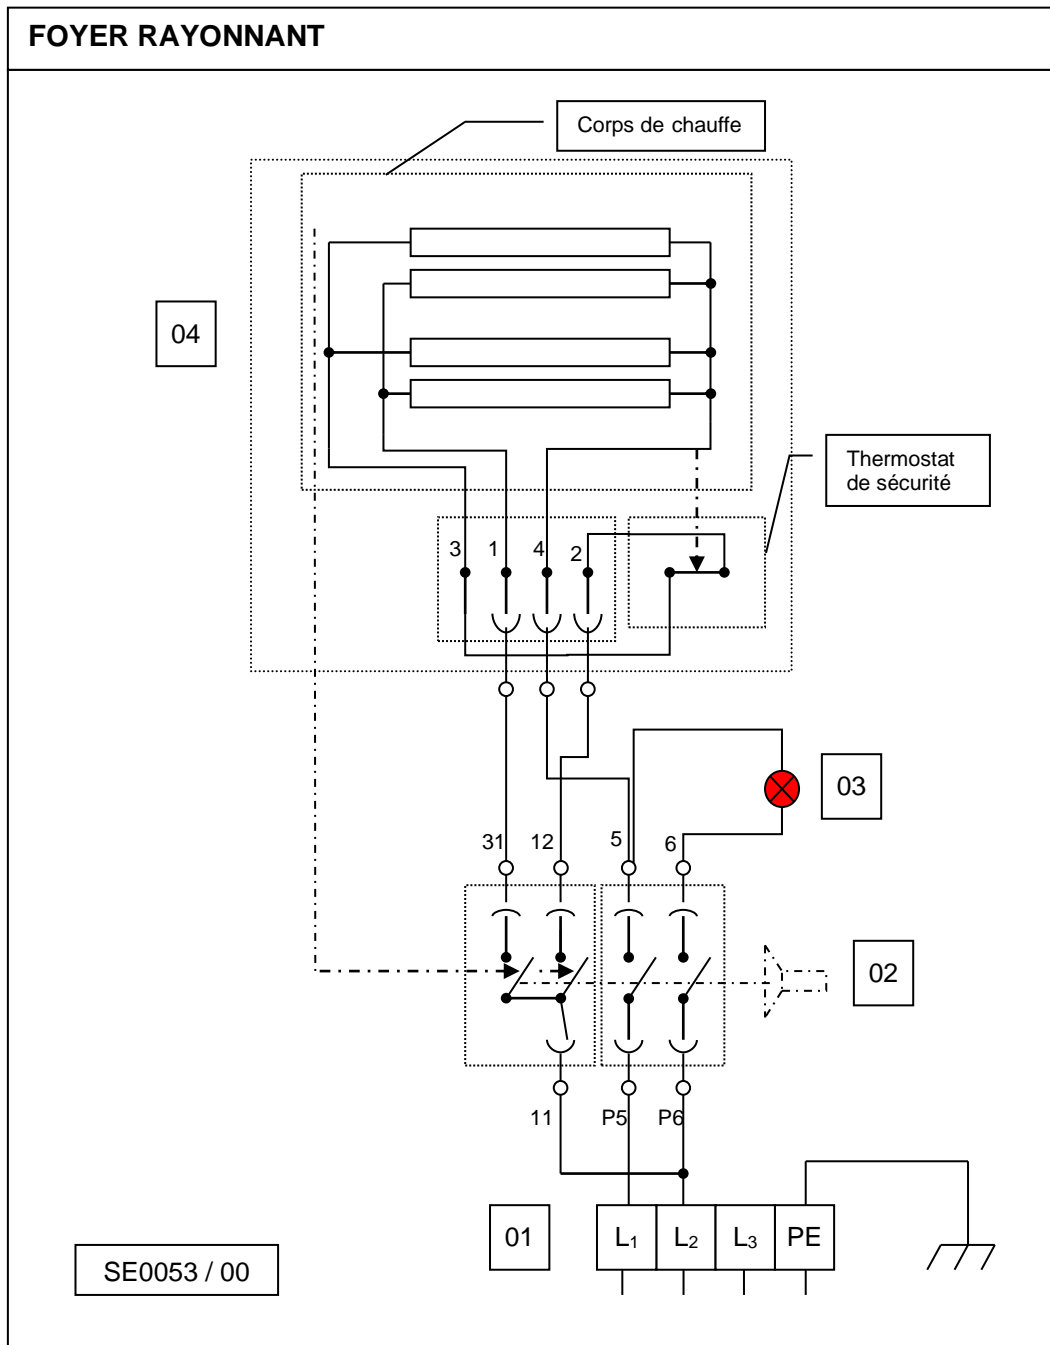 FOYER RAYONNANT
Corps de chauffe
04
Thermostat
de sécurité
3 1 4 2
03
31 12 5 6
02
11 P5 P6
01 L₁ L₂ L₃ PE
SE0053 / 00